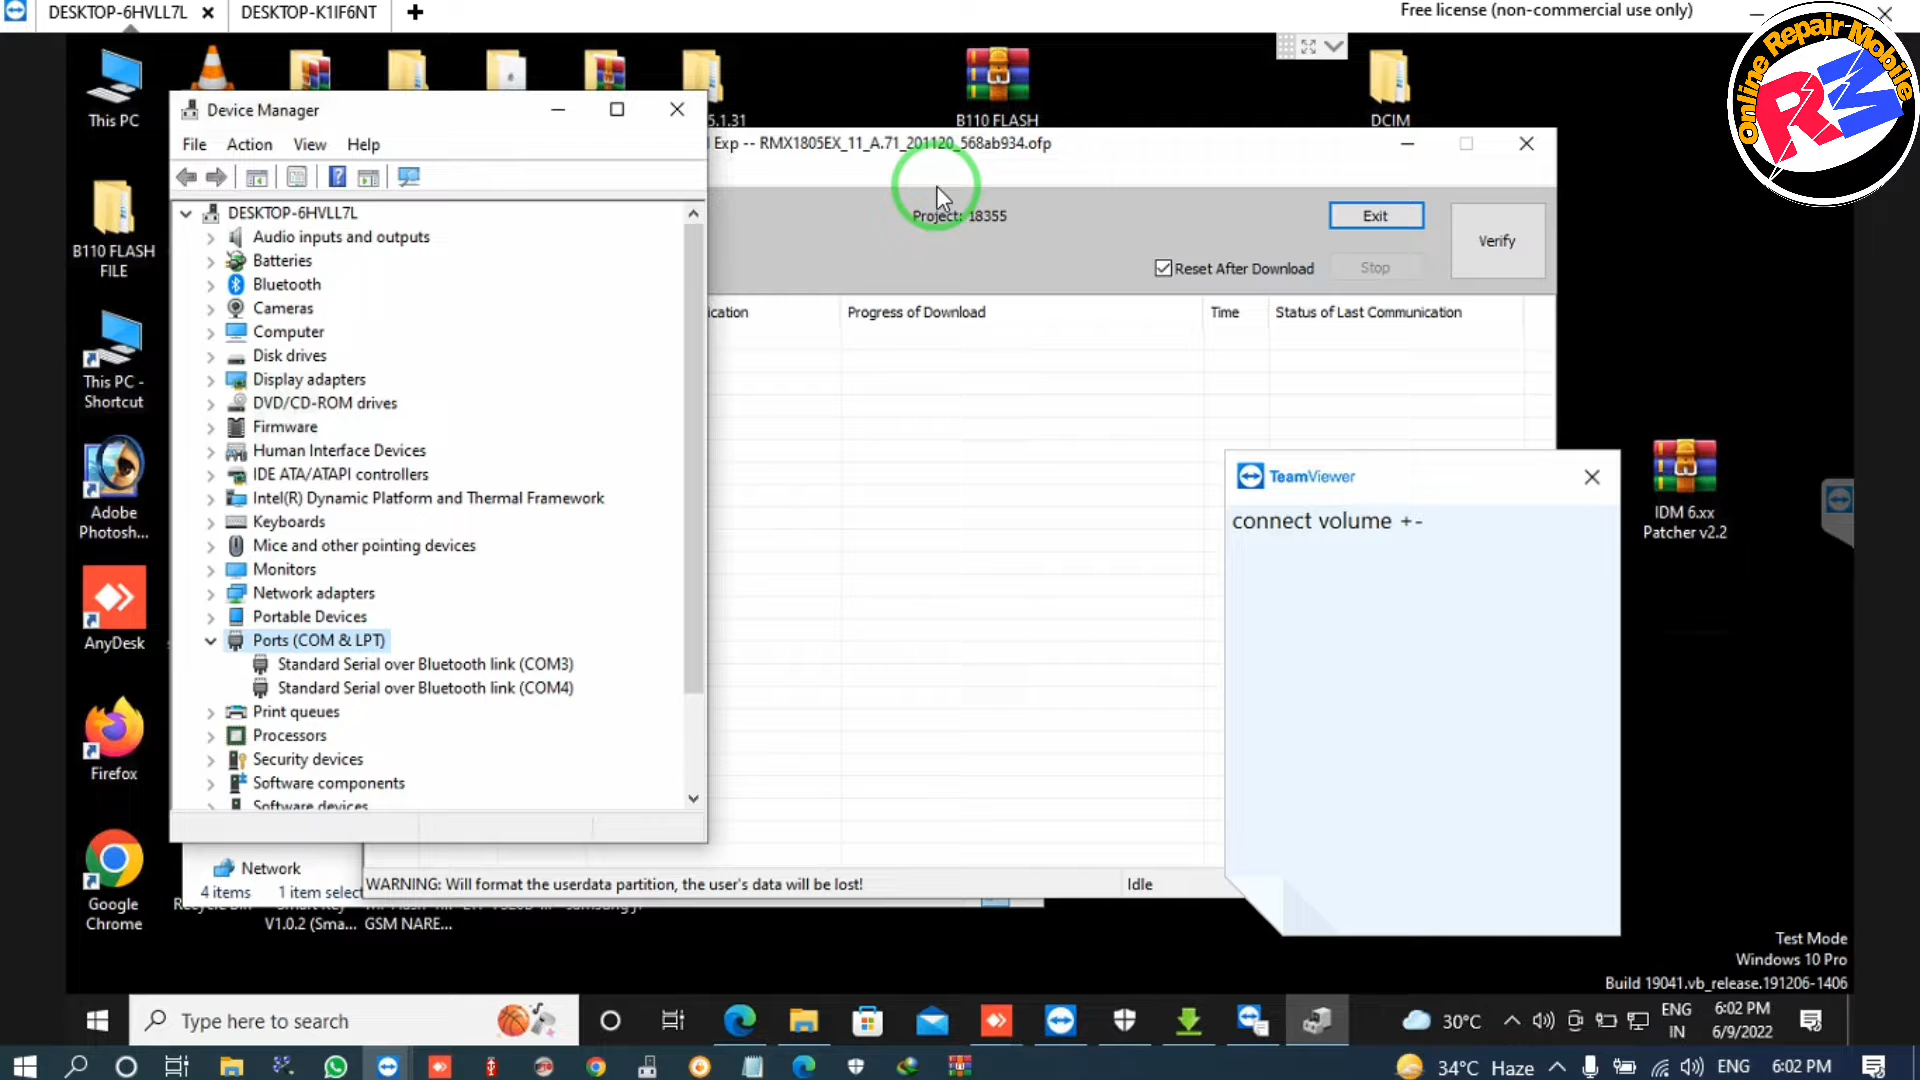 DESKTOP-6HVLL7L
DESKTOP-K1IF6NT
Free license (non-commercial use only)
Online Repair Mobile
RM
This PC
5.1.31
B110 FLASH
DCIM
Device Manager
File Action View Help
Exp -- RMX1805EX_11_A.71_201120_568ab934.ofp
Project: 18355
Exit
Verify
Reset After Download
Stop
ication
Progress of Download
Time
Status of Last Communication
DESKTOP-6HVLL7L
Audio inputs and outputs
Batteries
Bluetooth
Cameras
Computer
Disk drives
Display adapters
DVD/CD-ROM drives
Firmware
Human Interface Devices
IDE ATA/ATAPI controllers
Intel(R) Dynamic Platform and Thermal Framework
Keyboards
Mice and other pointing devices
Monitors
Network adapters
Portable Devices
Ports (COM & LPT)
Standard Serial over Bluetooth link (COM3)
Standard Serial over Bluetooth link (COM4)
Print queues
Processors
Security devices
Software components
Software devices
B110 FLASH
FILE
This PC -
Shortcut
Adobe
Photosh...
AnyDesk
Firefox
Google
Chrome
TeamViewer
connect volume +-
IDM 6.xx
Patcher v2.2
Network
4 items
1 item select
WARNING: Will format the userdata partition, the user's data will be lost!
Idle
V1.0.2 (Sma...
GSM NARE...
Test Mode
Windows 10 Pro
Build 19041.vb_release.191206-1406
Type here to search
30°C
ENG
IN
6:02 PM
6/9/2022
34°C Haze
ENG
6:02 PM